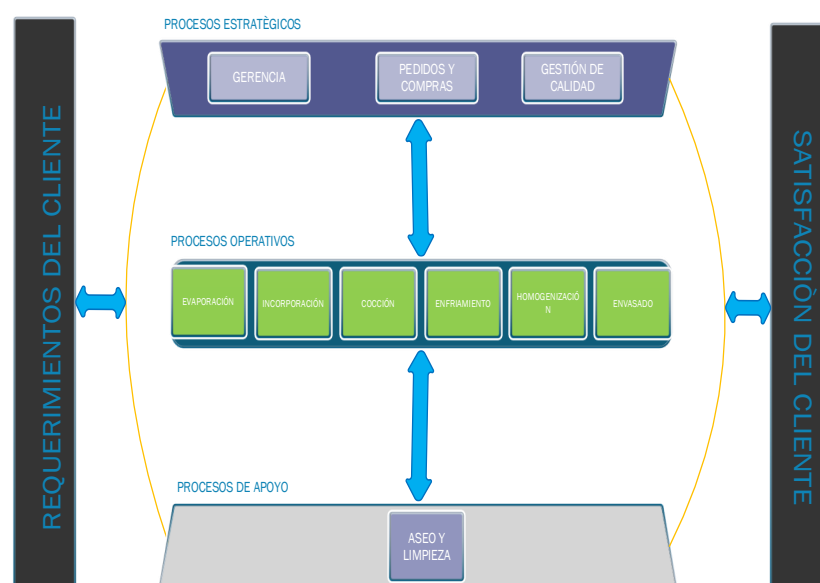 PROCESOS ESTRATÈGICOS
GERENCIA
PEDIDOS Y
COMPRAS
GESTIÓN DE
CALIDAD
REQUERIMIENTOS DEL CLIENTE
SATISFACCIÒN DEL CLIENTE
PROCESOS OPERATIVOS
EVAPORACIÓN
INCORPORACIÓN
COCCIÓN
ENFRIAMIENTO
HOMOGENIZACIÓ
N
ENVASADO
PROCESOS DE APOYO
ASEO Y
LIMPIEZA